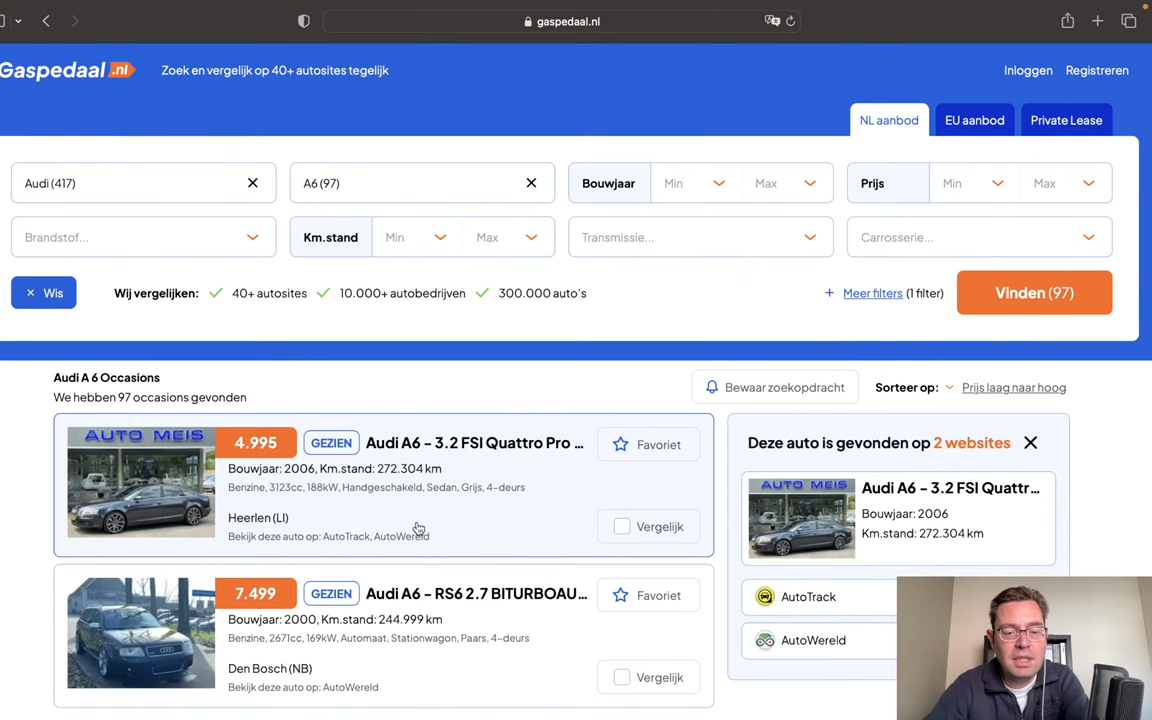 gaspedaal.nl
Gaspedaal .nl
Zoek en vergelijk op 40+ autosites tegelijk
Inloggen
Registreren
NL aanbod
EU aanbod
Private Lease
Audi (417)
A6 (97)
Bouwjaar
Min
Max
Prijs
Min
Max
Brandstof...
Km.stand
Min
Max
Transmissie...
Carrosserie...
× Wis
Wij vergelijken:
40+ autosites
10.000+ autobedrijven
300.000 auto's
+ Meer filters (1 filter)
Vinden (97)
Audi A 6 Occasions
We hebben 97 occasions gevonden
Bewaar zoekopdracht
Sorteer op:
Prijs laag naar hoog
AUTO MEIS
4.995
GEZIEN
Audi A6 - 3.2 FSI Quattro Pro ...
Favoriet
Bouwjaar: 2006, Km.stand: 272.304 km
Benzine, 3123cc, 188kW, Handgeschakeld, Sedan, Grijs, 4-deurs
Heerlen (LI)
Bekijk deze auto op: AutoTrack, AutoWereld
Vergelijk
7.499
GEZIEN
Audi A6 - RS6 2.7 BITURBOAU...
Favoriet
Bouwjaar: 2000, Km.stand: 244.999 km
Benzine, 2671cc, 169kW, Automaat, Stationwagon, Paars, 4-deurs
Den Bosch (NB)
Bekijk deze auto op: AutoWereld
Vergelijk
Deze auto is gevonden op 2 websites
AUTO MEIS
Audi A6 - 3.2 FSI Quattr...
Bouwjaar: 2006
Km.stand: 272.304 km
AutoTrack
AutoWereld